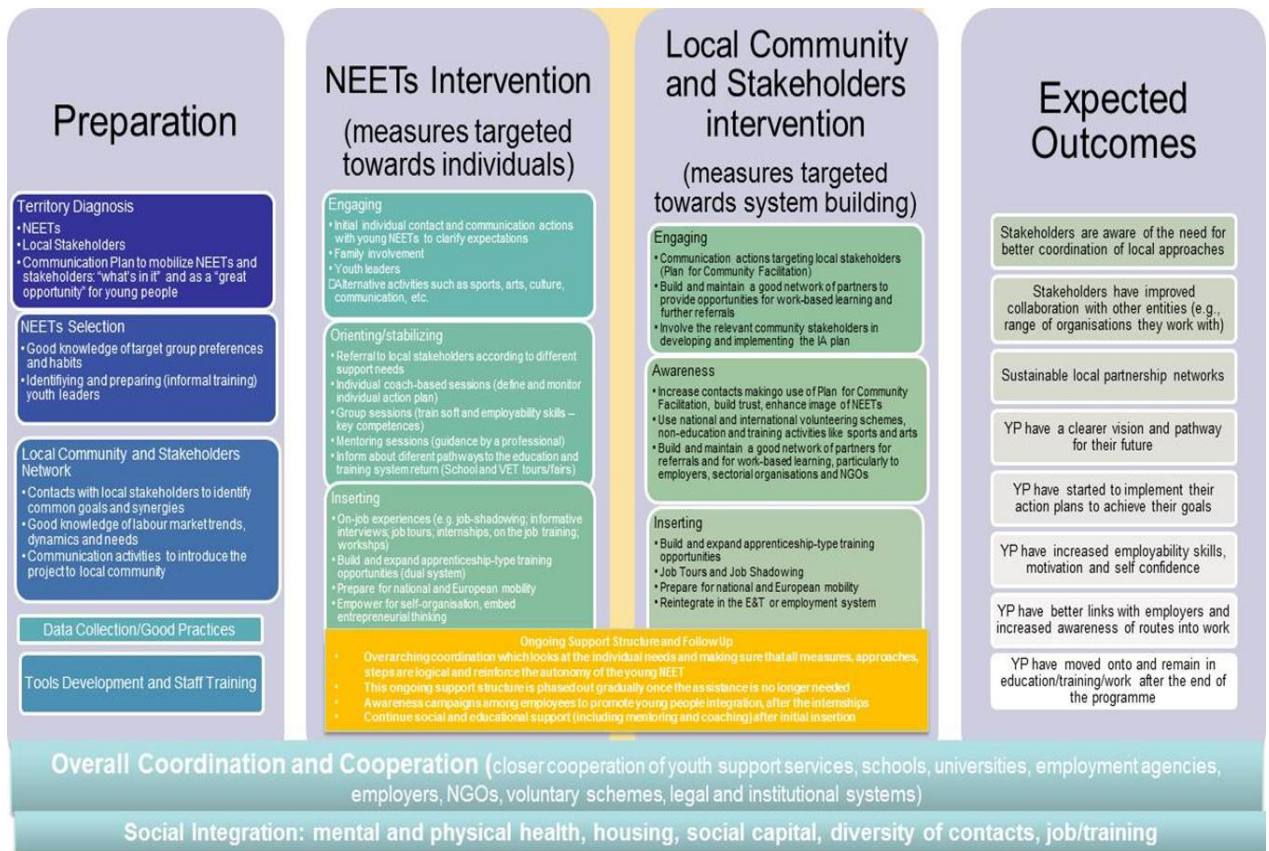 Preparation
Territory Diagnosis
•NEETs
•Local Stakeholders
•Communication Plan to mobilize NEETs and
stakeholders: "what's in it" and as a "great
opportunity" for young people
NEETs Selection
•Good knowledge of target group preferences
and habits
•Identifiying and preparing (informal training)
youth leaders
Local Community and Stakeholders
Network
•Contacts with local stakeholders to identify
common goals and synergies
•Good knowledge of labour market trends,
dynamics and needs
•Communication activities to introduce the
project to local community
Data Collection/Good Practices
Tools Development and Staff Training
NEETs Intervention
(measures targeted
towards individuals)
Engaging
•Initial individual contact and communication actions
with young NEETs to clarify expectations
•Family involvement
•Youth leaders
□Alternative activities such as sports, arts, culture,
communication, etc.
Orienting/stabilizing
•Referral to local stakeholders according to different
support needs
•Individual coach-based sessions (define and monitor
individual action plan)
•Group sessions (train soft and employability skills –
key competences)
•Mentoring sessions (guidance by a professional)
•Inform about diferent pathways to the education and
training system return (School and VET tours/fairs)
Inserting
•On-job experiences (e.g. job-shadowing; informative
interviews; job tours; internships; on the job training;
workshps)
•Build and expand apprenticeship-type training
opportunities (dual system)
•Prepare for national and European mobility
•Empower for self-organisation, embed
entrepreneurial thinking
Local Community
and Stakeholders
intervention
(measures targeted
towards system building)
Engaging
•Communication actions targeting local stakeholders
(Plan for Community Facilitation)
•Build and maintain a good network of partners to
provide opportunities for work-based learning and
further referrals
•Involve the relevant community stakeholders in
developing and implementing the IA plan
Awareness
•Increase contacts makingo use of Plan for Community
Facilitation, build trust, enhance image of NEETs
•Use national and international volunteering schemes,
non-education and training activities like sports and arts
•Build and maintain a good network of partners for
referrals and for work-based learning, particularly to
employers, sectorial organisations and NGOs
Inserting
•Build and expand apprenticeship-type training
opportunities
•Job Tours and Job Shadowing
•Prepare for national and European mobility
•Reintegrate in the E&T or employment system
Ongoing Support Structure and Follow Up
• Overarching coordination which looks at the individual needs and making sure that all measures, approaches,
steps are logical and reinforce the autonomy of the young NEET
• This ongoing support structure is phased out gradually once the assistance is no longer needed
• Awareness campaigns among employees to promote young people integration, after the internships
• Continue social and educational support (including mentoring and coaching) after initial insertion
Expected
Outcomes
Stakeholders are aware of the need for
better coordination of local approaches
Stakeholders have improved
collaboration with other entities (e.g.,
range of organisations they work with)
Sustainable local partnership networks
YP have a clearer vision and pathway
for their future
YP have started to implement their
action plans to achieve their goals
YP have increased employability skills,
motivation and self confidence
YP have better links with employers and
increased awareness of routes into work
YP have moved onto and remain in
education/training/work after the end of
the programme
Overall Coordination and Cooperation (closer cooperation of youth support services, schools, universities, employment agencies,
employers, NGOs, voluntary schemes, legal and institutional systems)
Social Integration: mental and physical health, housing, social capital, diversity of contacts, job/training